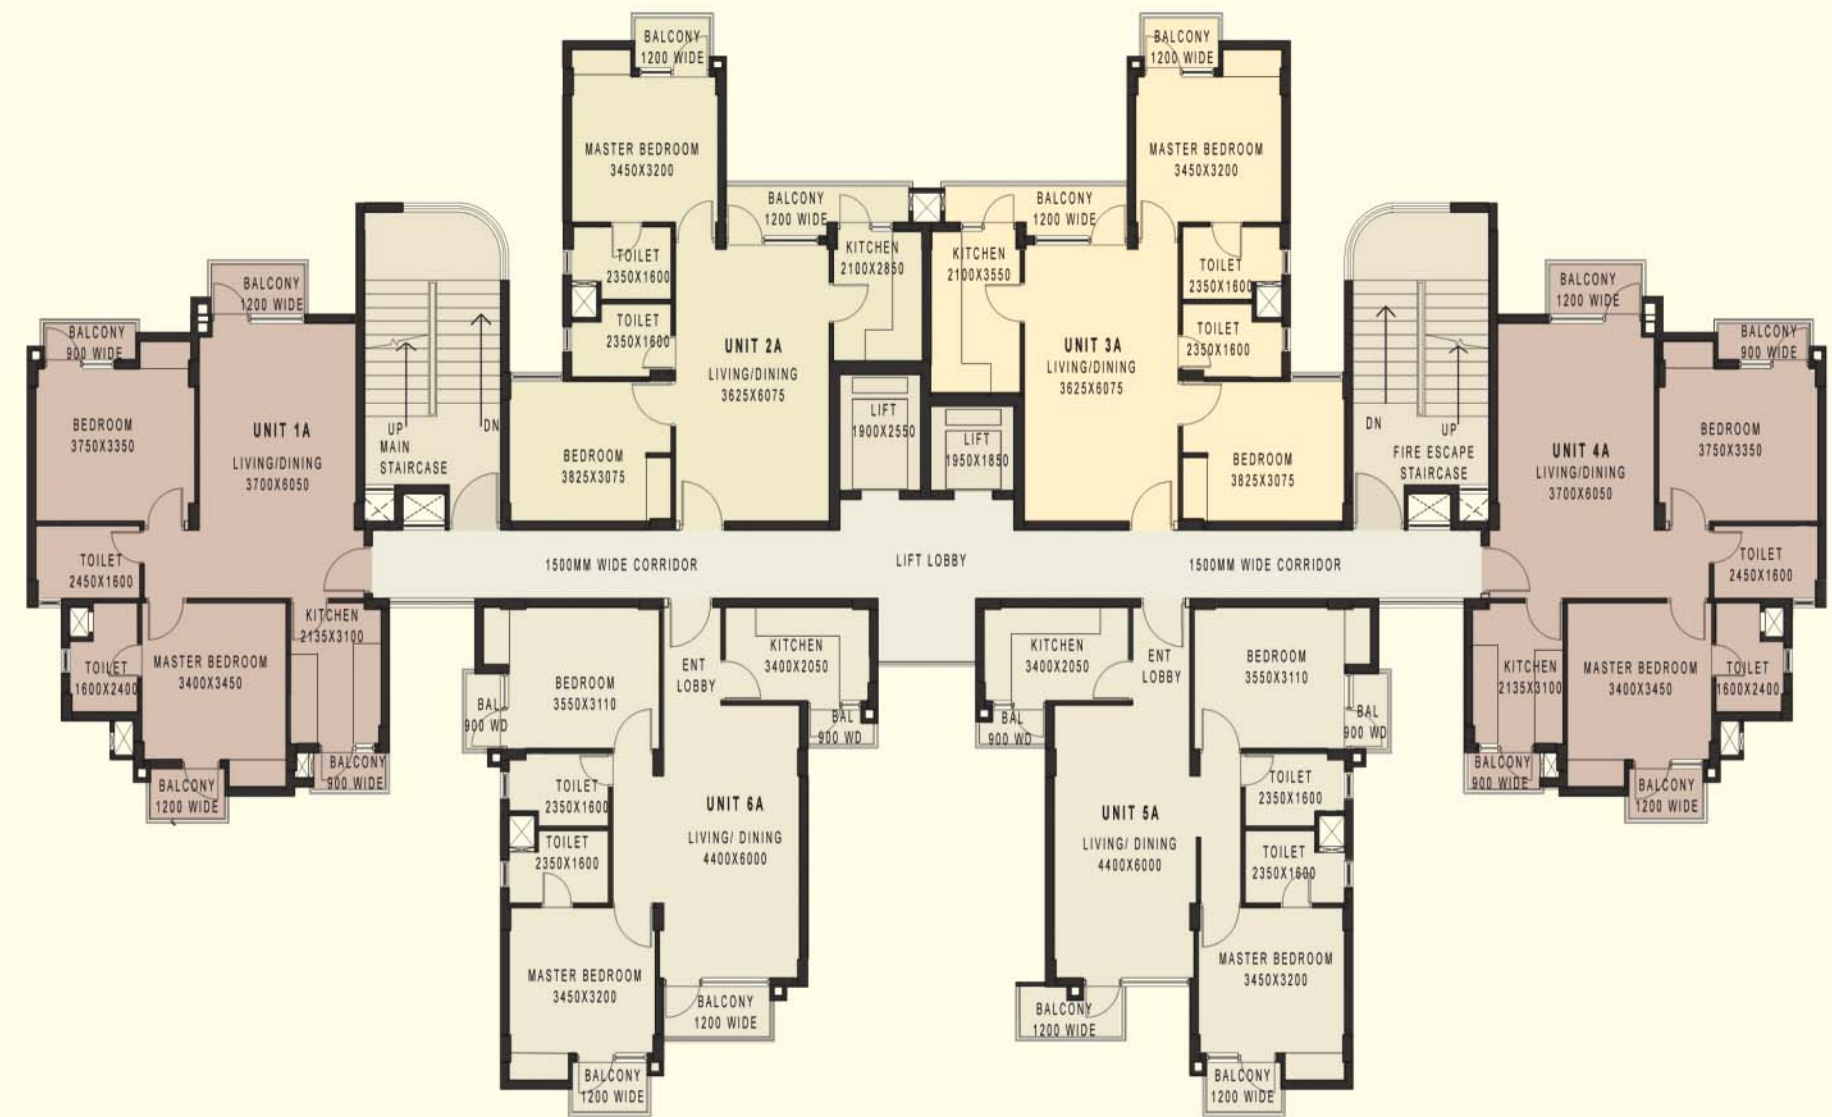 BALCONY
1200 WIDE
MASTER BEDROOM
3450X3200
BALCONY
1200 WIDE
TOILET
2350X1600
TOILET
2350X1600
KITCHEN
2100X2850
UNIT 2A
LIVING/DINING
3625X6075
BEDROOM
3825X3075
LIFT
1900X2550
BALCONY
1200 WIDE
MASTER BEDROOM
3450X3200
BALCONY
1200 WIDE
KITCHEN
2100X3550
TOILET
2350X1600
TOILET
2350X1600
UNIT 3A
LIVING/DINING
3625X6075
BEDROOM
3825X3075
LIFT
1950X1850
BALCONY
1200 WIDE
BALCONY
900 WIDE
BEDROOM
3750X3350
UNIT 1A
LIVING/DINING
3700X6050
TOILET
2450X1600
KITCHEN
2135X3100
TOILET
1600X2400
MASTER BEDROOM
3400X3450
BALCONY
1200 WIDE
BALCONY
900 WIDE
UP
DN
MAIN
STAIRCASE
DN
UP
FIRE ESCAPE
STAIRCASE
BALCONY
1200 WIDE
BALCONY
900 WIDE
UNIT 4A
LIVING/DINING
3700X6050
BEDROOM
3750X3350
TOILET
2450X1600
KITCHEN
2135X3100
MASTER BEDROOM
3400X3450
TOILET
1600X2400
BALCONY
900 WIDE
BALCONY
1200 WIDE
1500MM WIDE CORRIDOR
LIFT LOBBY
1500MM WIDE CORRIDOR
ENT
LOBBY
KITCHEN
3400X2050
BEDROOM
3550X3110
BAL
900 WD
BAL
900 WD
TOILET
2350X1600
TOILET
2350X1600
UNIT 6A
LIVING/ DINING
4400X6000
MASTER BEDROOM
3450X3200
BALCONY
1200 WIDE
BALCONY
1200 WIDE
KITCHEN
3400X2050
ENT
LOBBY
BEDROOM
3550X3110
BAL
900 WD
BAL
900 WD
TOILET
2350X1600
UNIT 5A
LIVING/ DINING
4400X6000
TOILET
2350X1600
MASTER BEDROOM
3450X3200
BALCONY
1200 WIDE
BALCONY
1200 WIDE